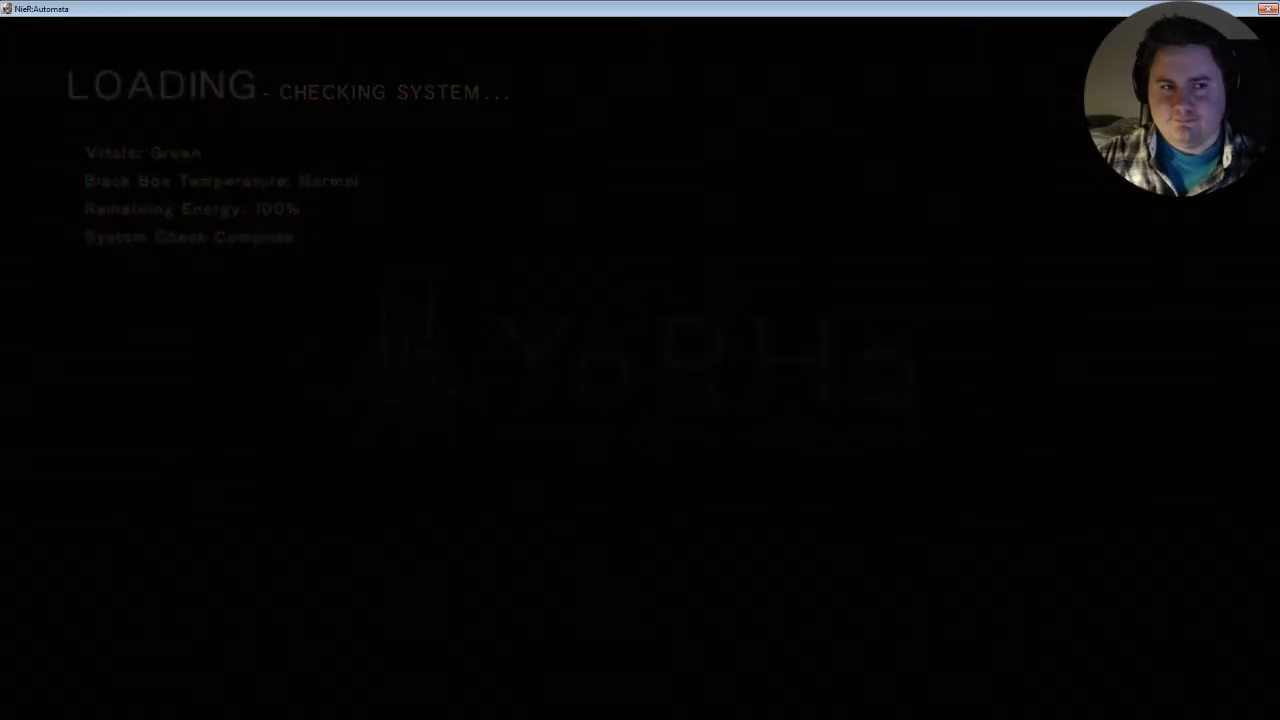 NieR:Automata
LOADING - CHECKING SYSTEM...
Vitals: Green
Black Box Temperature: Normal
Remaining Energy: 100%
System Check Complete
YoRHa